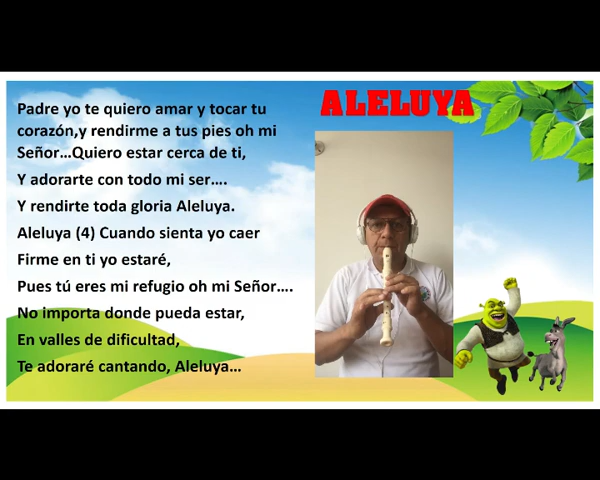 ALELUYA
Padre yo te quiero amar y tocar tu
corazón,y rendirme a tus pies oh mi
Señor...Quiero estar cerca de ti,
Y adorarte con todo mi ser....
Y rendirte toda gloria Aleluya.
Aleluya (4) Cuando sienta yo caer
Firme en ti yo estaré,
Pues tú eres mi refugio oh mi Señor....
No importa donde pueda estar,
En valles de dificultad,
Te adoraré cantando, Aleluya...